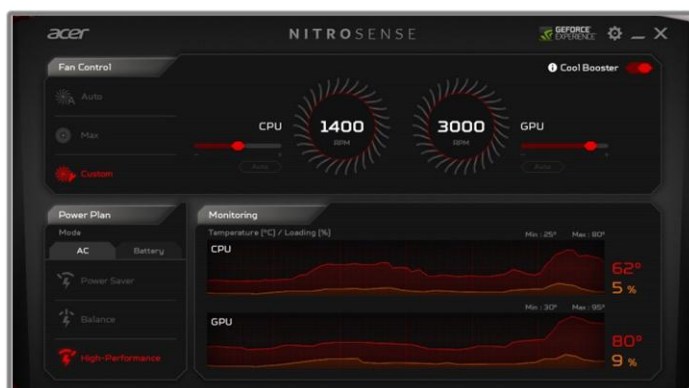 acer
NITROSENSE
GEFORCE EXPERIENCE
Fan Control
Cool Booster
Auto
Max
Custom
CPU
1400
RPM
3000
RPM
GPU
Auto
Auto
Power Plan
Mode
AC
Battery
Power Saver
Balance
High-Performance
Monitoring
Temperature (°C) / Loading (%)
Min : 25° Max : 80°
CPU
62°
5 %
Min : 30° Max : 95°
GPU
80°
9 %